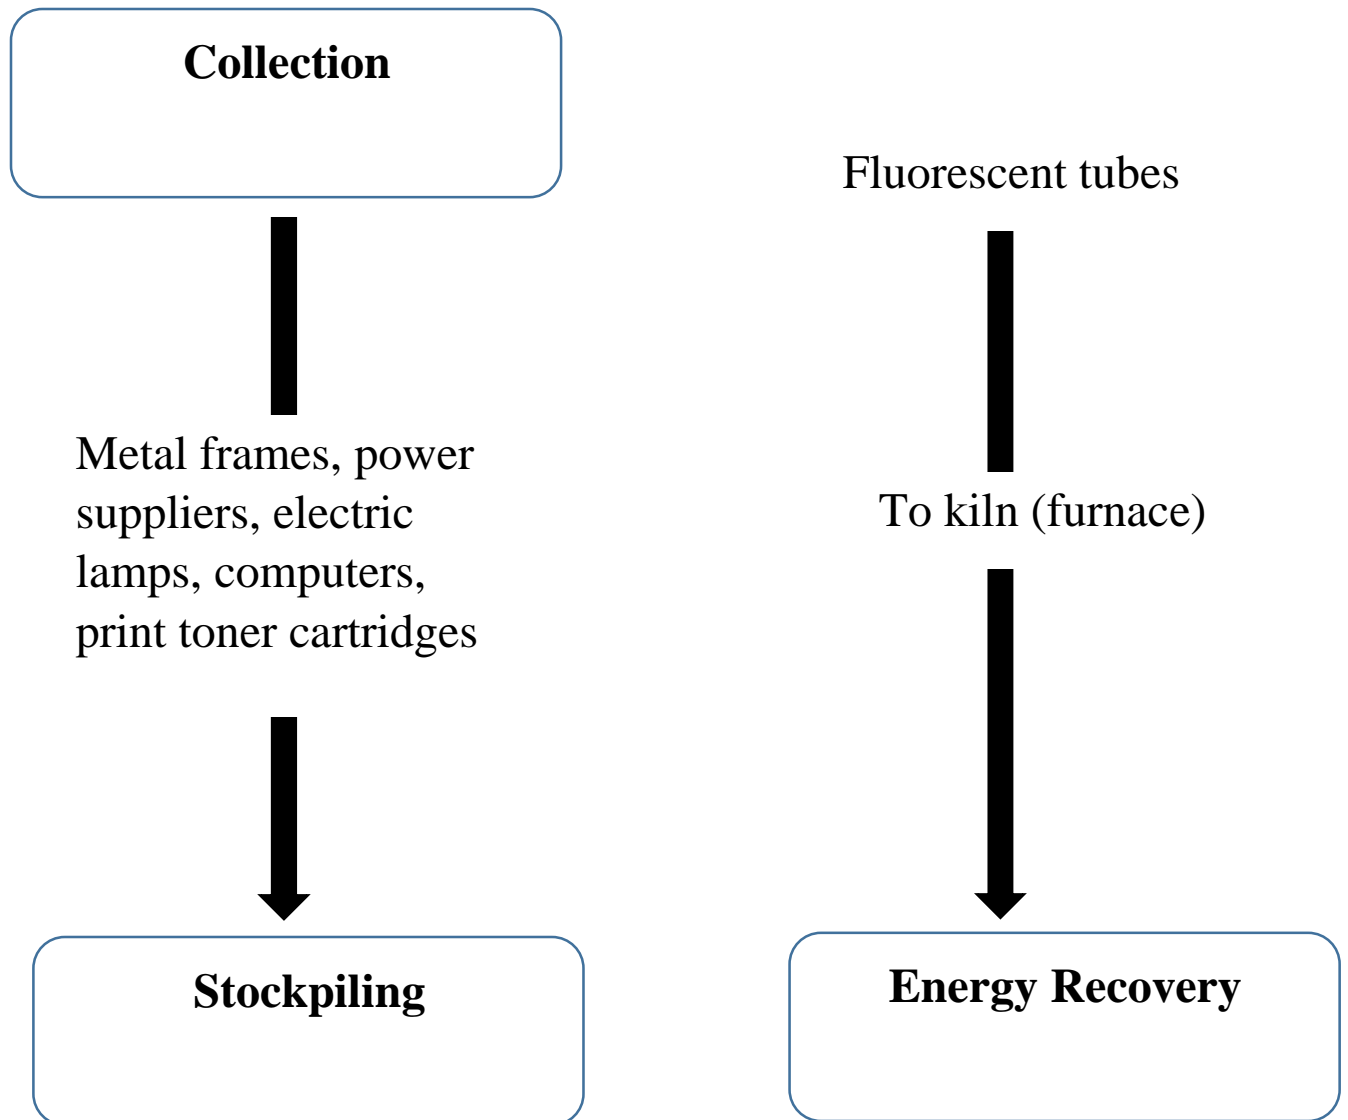 Collection
Metal frames, power
suppliers, electric
lamps, computers,
print toner cartridges
Stockpiling
Fluorescent tubes
To kiln (furnace)
Energy Recovery